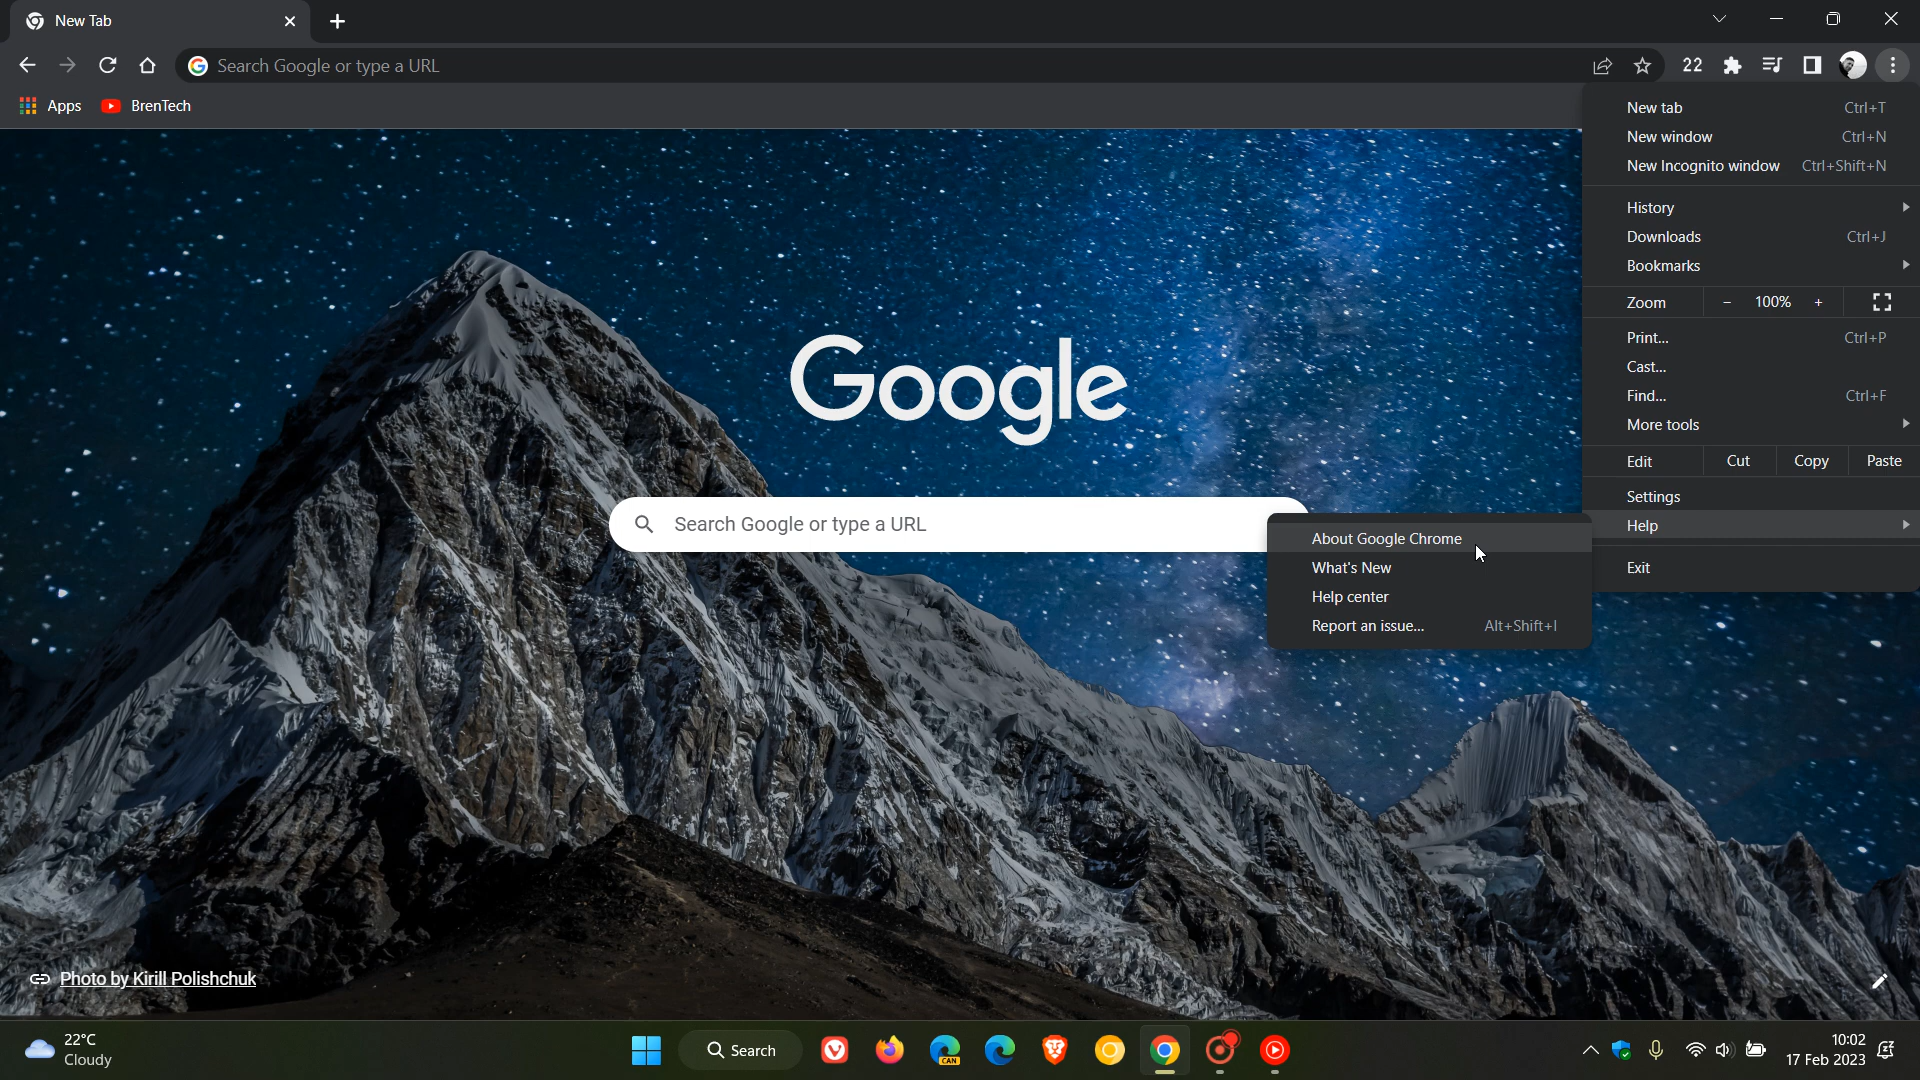 New Tab
Search Google or type a URL
22
Apps
BrenTech
New tab Ctrl+T
New window Ctrl+N
New Incognito window Ctrl+Shift+N
History
Downloads Ctrl+J
Bookmarks
Zoom - 100% +
Print... Ctrl+P
Cast...
Find... Ctrl+F
More tools
Edit Cut Copy Paste
Settings
Help
Exit
Google
Search Google or type a URL
About Google Chrome
What's New
Help center
Report an issue... Alt+Shift+I
Photo by Kirill Polishchuk
22°C
Cloudy
Search
CAN
10:02
17 Feb 2023